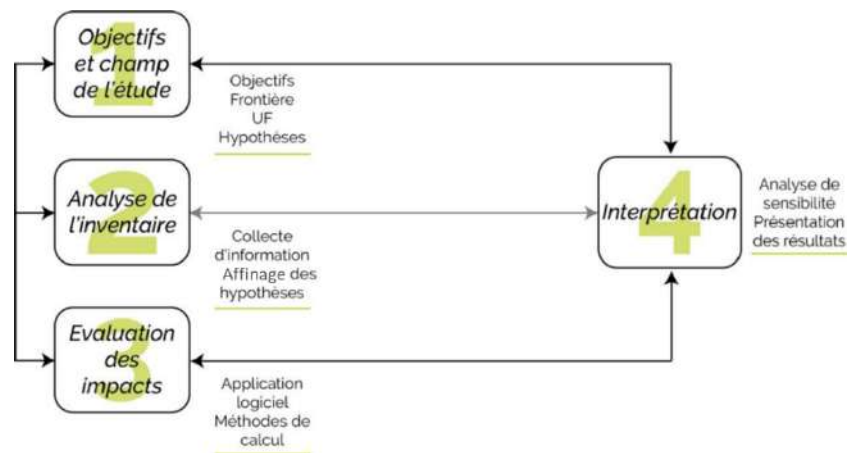 1
Objectifs
et champ
de l'étude
Objectifs
Frontière
UF
Hypothèses
2
Analyse de
l'inventaire
Collecte
d'information
Affinage des
hypothèses
3
Evaluation
des
impacts
Application
logiciel
Méthodes de
calcul
4
Interprétation
Analyse de
sensibilité
Présentation
des résultats